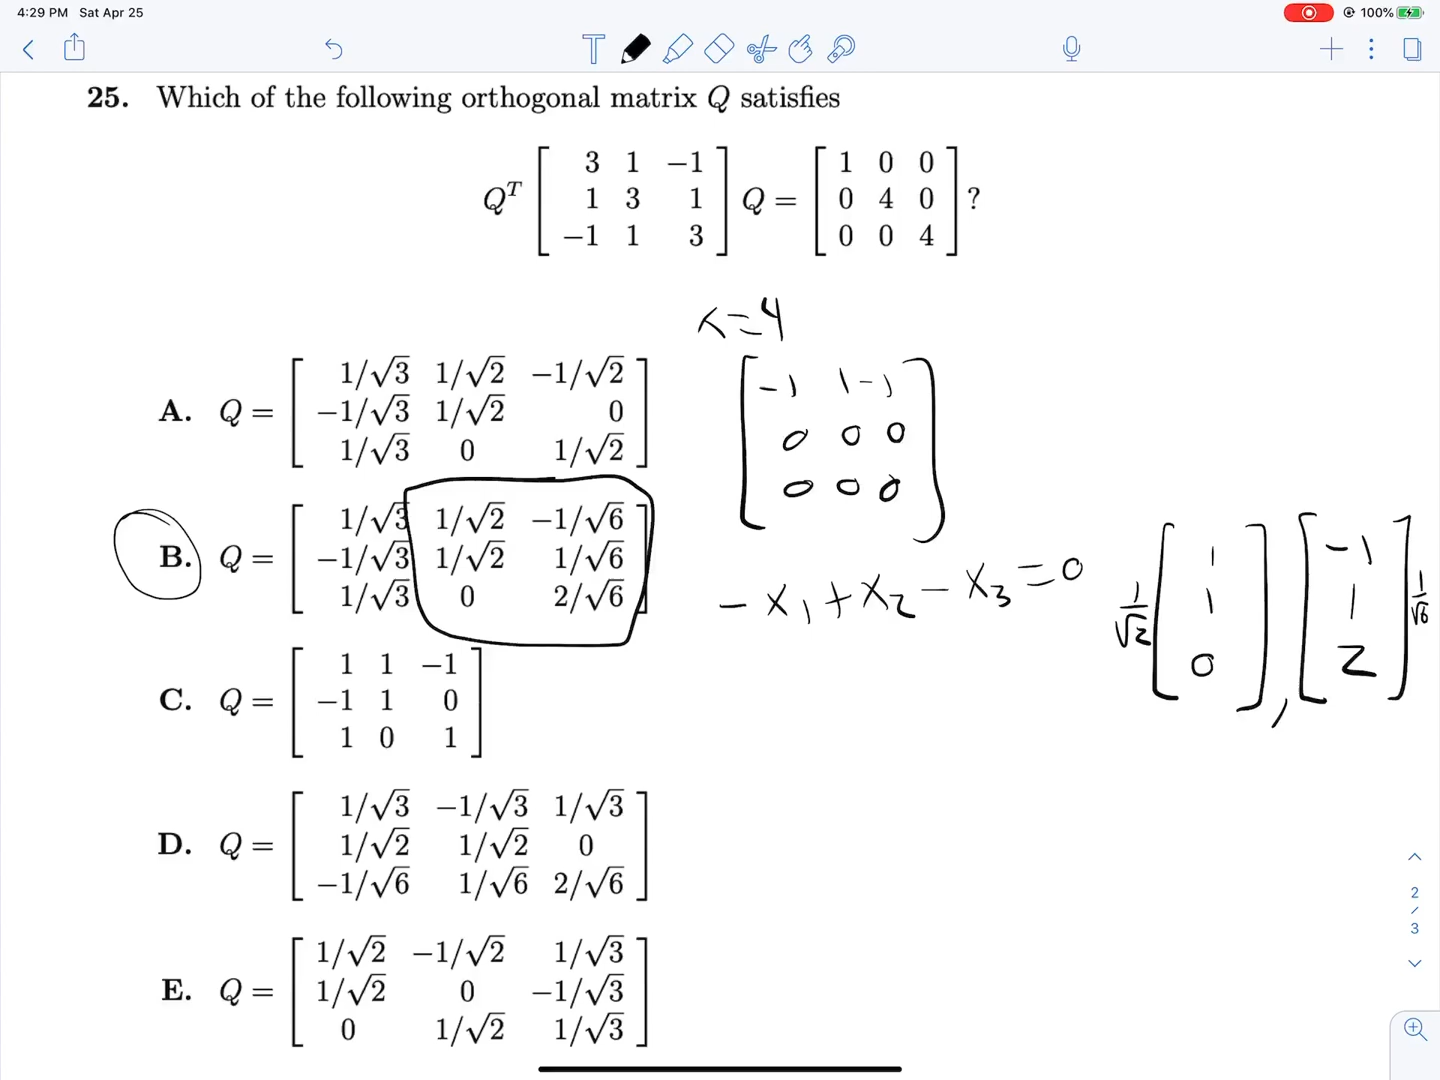 4:29 PM Sat Apr 25
100%
25. Which of the following orthogonal matrix Q satisfies
Q^T [ 3 1 −1 ; 1 3 1 ; −1 1 3 ] Q = [ 1 0 0 ; 0 4 0 ; 0 0 4 ] ?
λ=4
[ -1 1 -1 ; 0 0 0 ; 0 0 0 ]
A. Q = [ 1/√3 1/√2 −1/√2 ; −1/√3 1/√2 0 ; 1/√3 0 1/√2 ]
B. Q = [ 1/√3 1/√2 −1/√6 ; −1/√3 1/√2 1/√6 ; 1/√3 0 2/√6 ]
-x₁+x₂-x₃=0
1/√2 [ 1 ; 1 ; 0 ] , [ -1 ; 1 ; 2 ] 1/√6
C. Q = [ 1 1 −1 ; −1 1 0 ; 1 0 1 ]
D. Q = [ 1/√3 −1/√3 1/√3 ; 1/√2 1/√2 0 ; −1/√6 1/√6 2/√6 ]
E. Q = [ 1/√2 −1/√2 1/√3 ; 1/√2 0 −1/√3 ; 0 1/√2 1/√3 ]
2
/
3